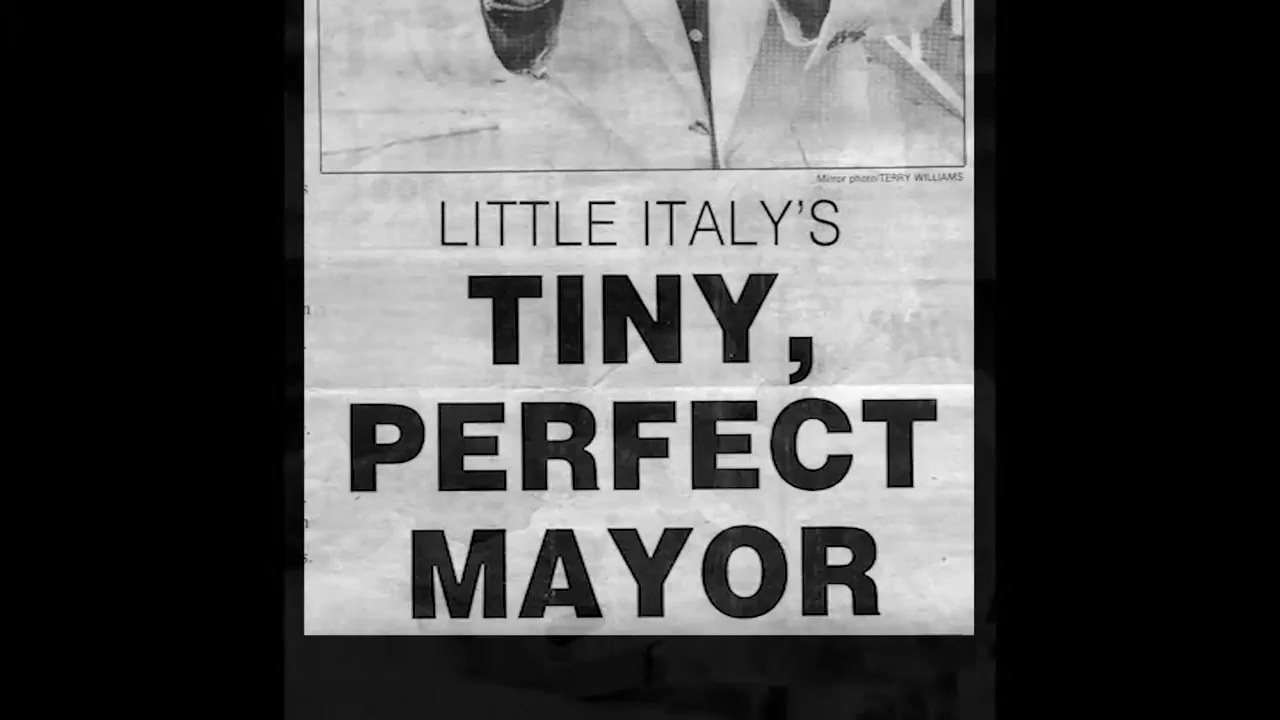 Mirror photo/TERRY WILLIAMS
LITTLE ITALY'S
TINY,
PERFECT
MAYOR